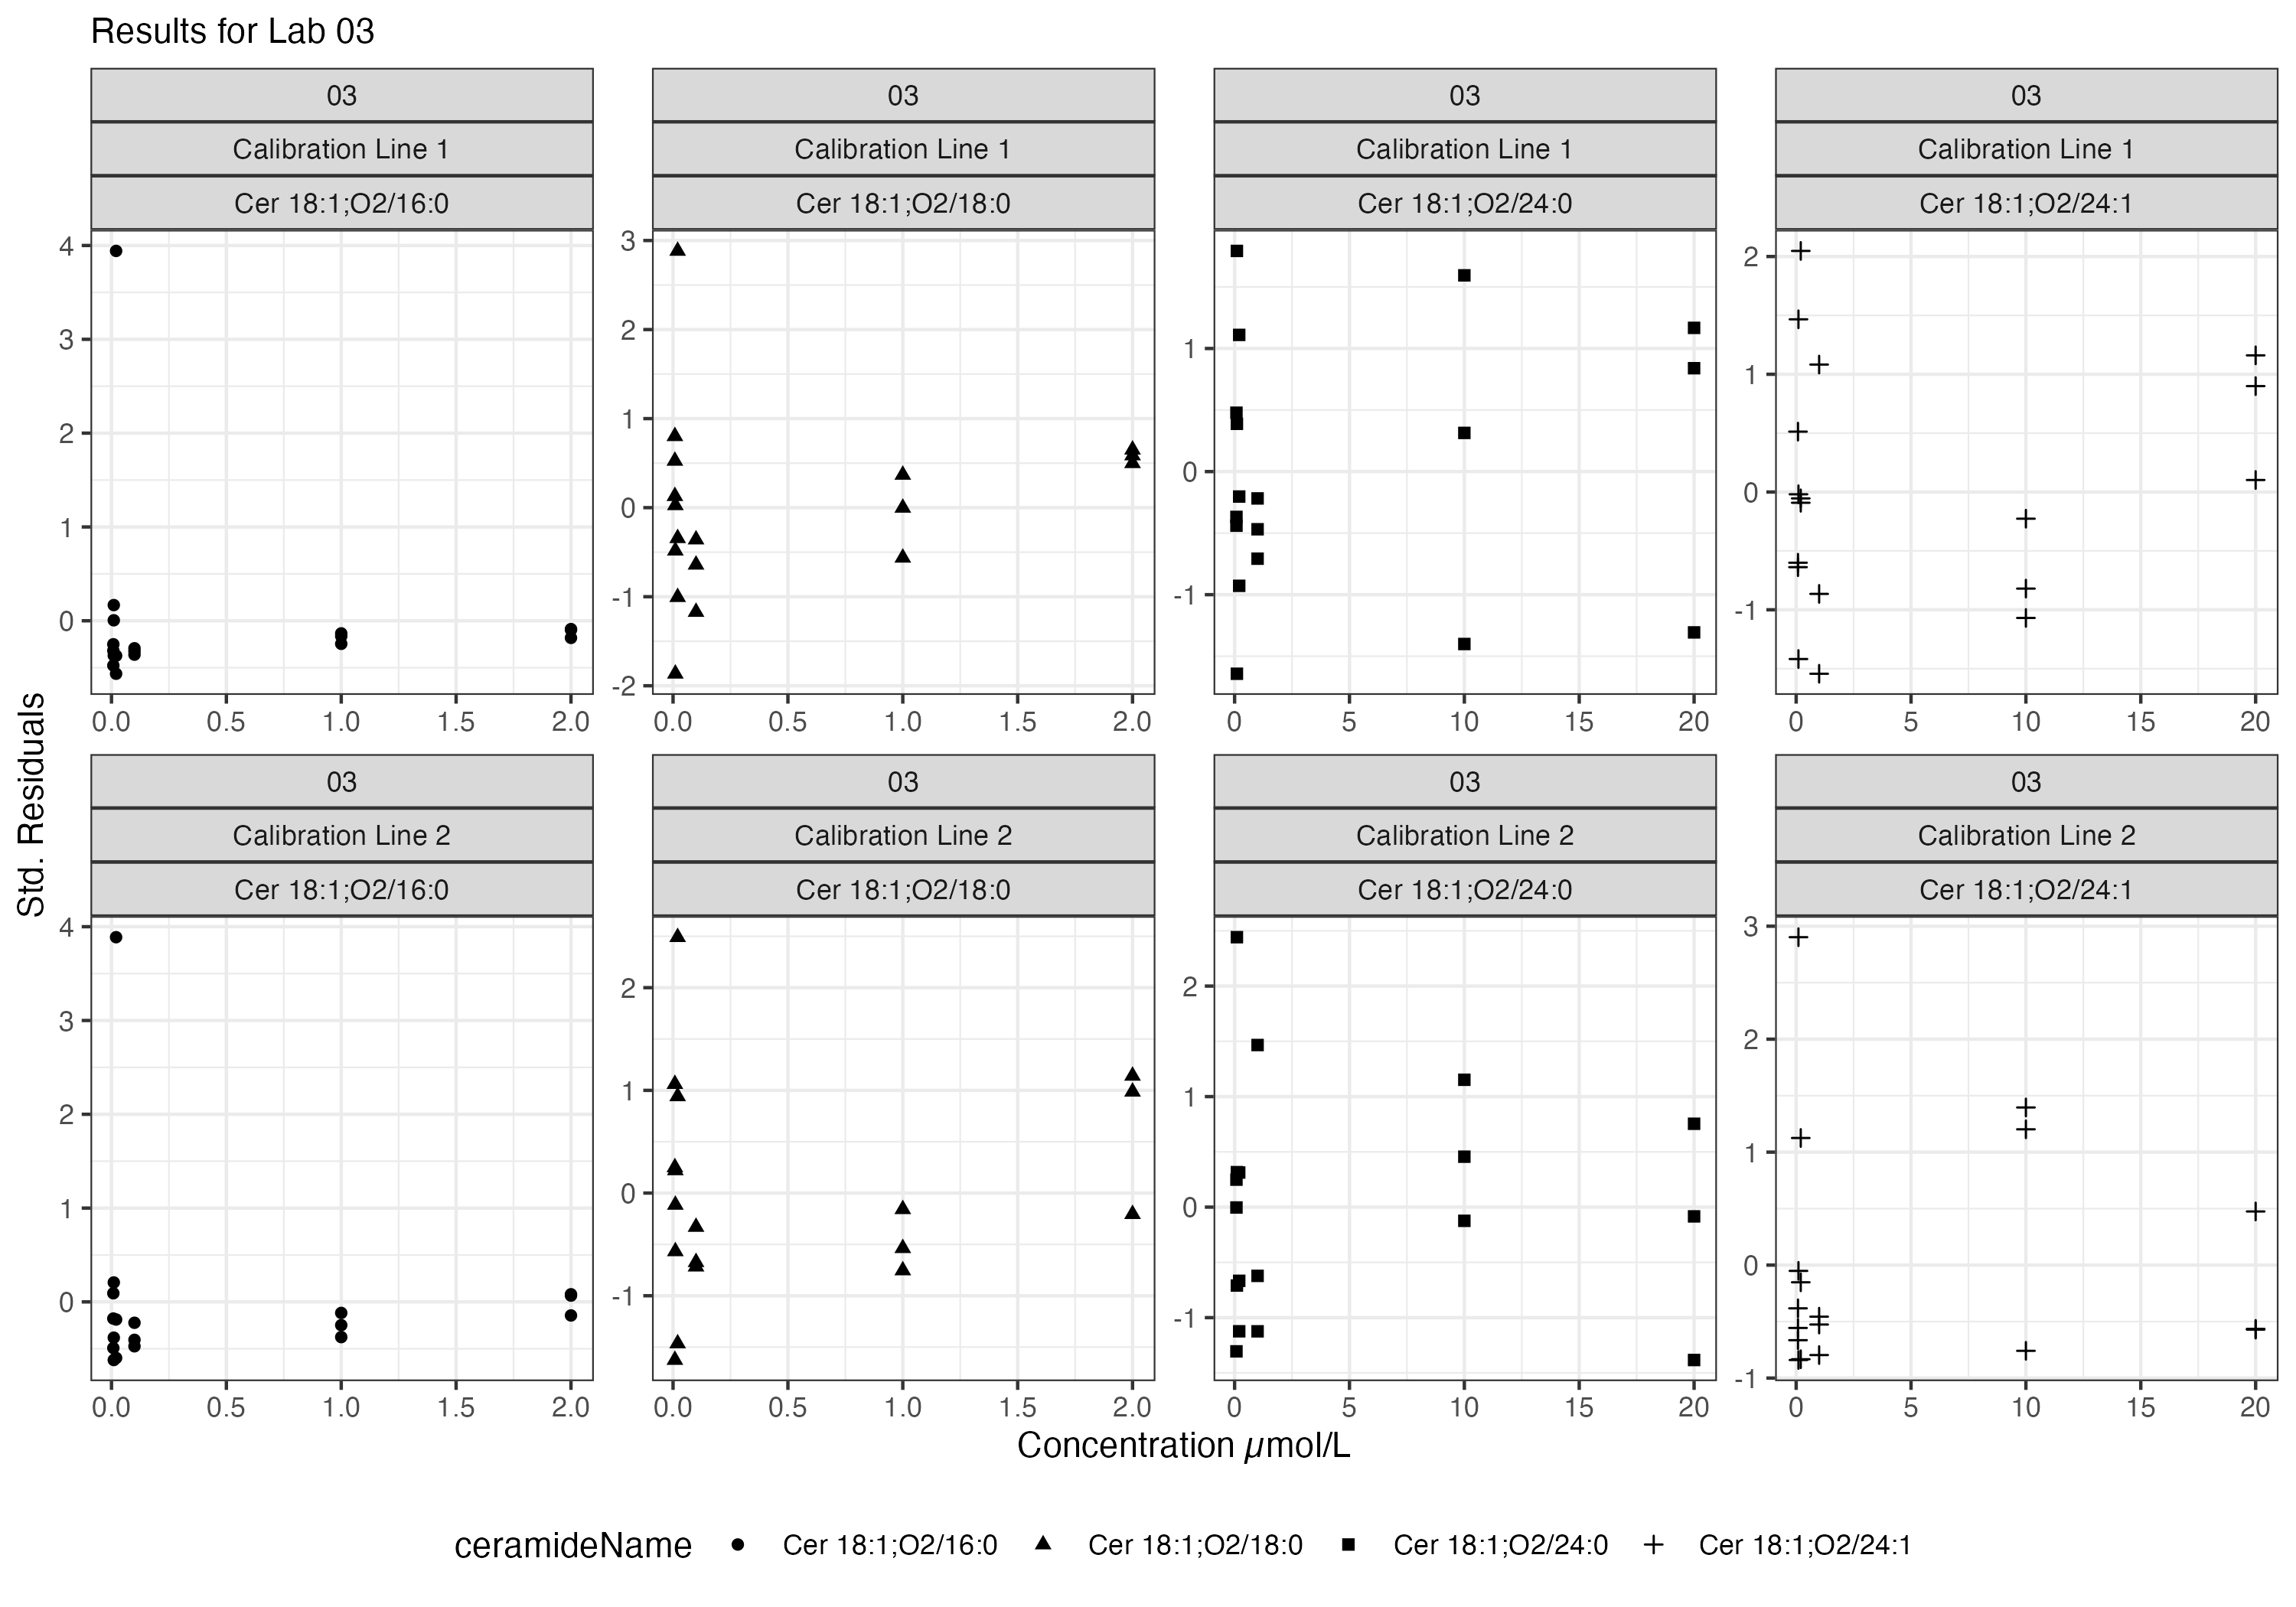 Results for Lab 03
03 03 03 03
Calibration Line 1 Calibration Line 1 Calibration Line 1 Calibration Line 1
Cer 18:1;O2/16:0 Cer 18:1;O2/18:0 Cer 18:1;O2/24:0 Cer 18:1;O2/24:1
4 3 2 1 0
3 2 1 0 -1 -2
1 0 -1
2 1 0 -1
0.0 0.5 1.0 1.5 2.0 0.0 0.5 1.0 1.5 2.0 0 5 10 15 20 0 5 10 15 20
Std. Residuals
03 03 03 03
Calibration Line 2 Calibration Line 2 Calibration Line 2 Calibration Line 2
Cer 18:1;O2/16:0 Cer 18:1;O2/18:0 Cer 18:1;O2/24:0 Cer 18:1;O2/24:1
4 3 2 1 0
2 1 0 -1
2 1 0 -1
3 2 1 0 -1
0.0 0.5 1.0 1.5 2.0 0.0 0.5 1.0 1.5 2.0 0 5 10 15 20 0 5 10 15 20
Concentration µmol/L
ceramideName Cer 18:1;O2/16:0 Cer 18:1;O2/18:0 Cer 18:1;O2/24:0 Cer 18:1;O2/24:1